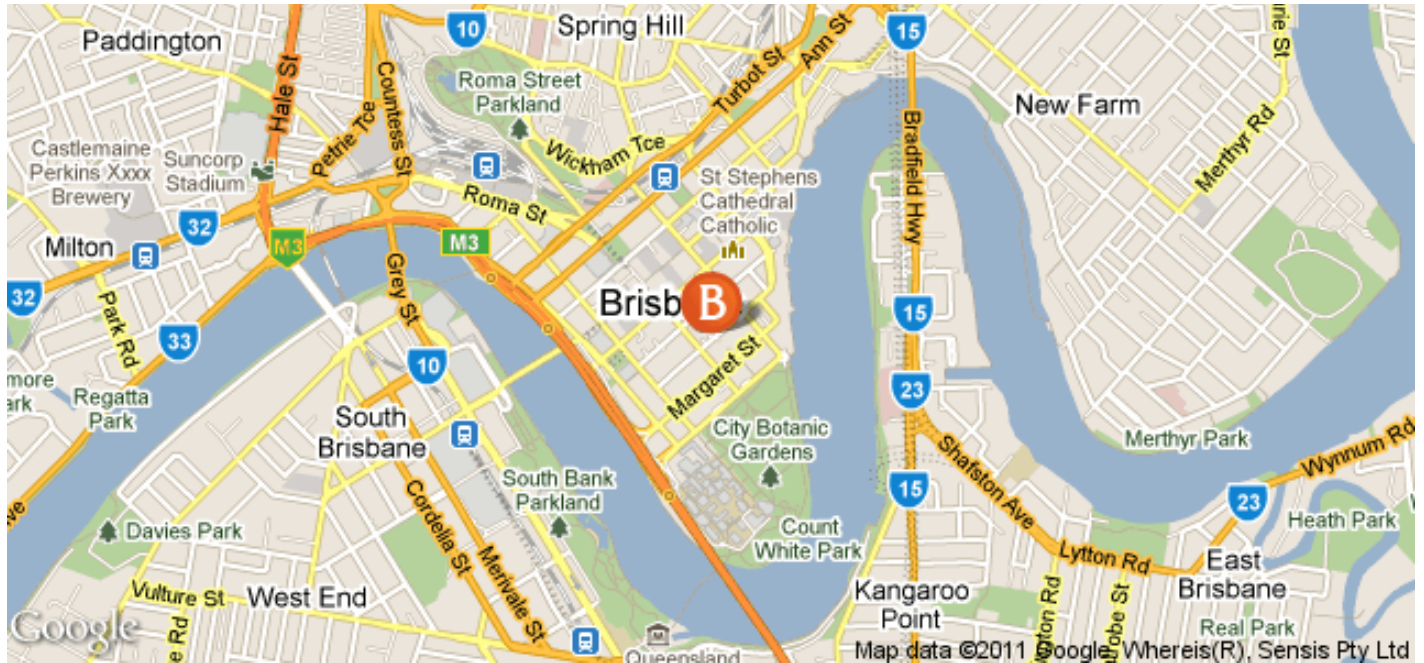 Paddington
10
Spring Hill
15
Hale St
Countess St
Petrie Tce
Roma Street
Parkland
Turbot St
Ann St
New Farm
Merthyr Rd
Bradfield Hwy
Castlemaine
Perkins Xxxx
Brewery
Suncorp
Stadium
Wickham Tce
St Stephens
Cathedral
Catholic
Roma St
32
Milton
M3
M3
32
Park Rd
33
Grey St
Brisb
B
15
10
Margaret St
23
Regatta
Park
South
Brisbane
City Botanic
Gardens
Merthyr Park
Wynnum Rd
Shafston Ave
South Bank
Parkland
15
23
Cordelia St
Merivale St
Davies Park
Count
White Park
Heath Park
Lytton Rd
East
Brisbane
Vulture St
West End
Kangaroo
Point
Real Park
Google
Queensland
Map data ©2011 Google, Whereis(R), Sensis Pty Ltd